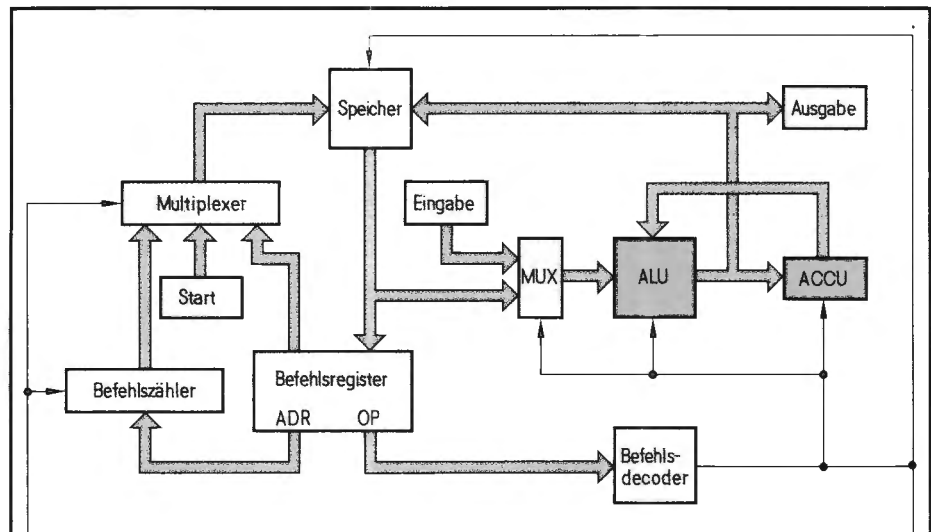 Speicher
Ausgabe
Multiplexer
Eingabe
Start
MUX
ALU
ACCU
Befehlszähler
Befehlsregister
ADR OP
Befehls-
decoder